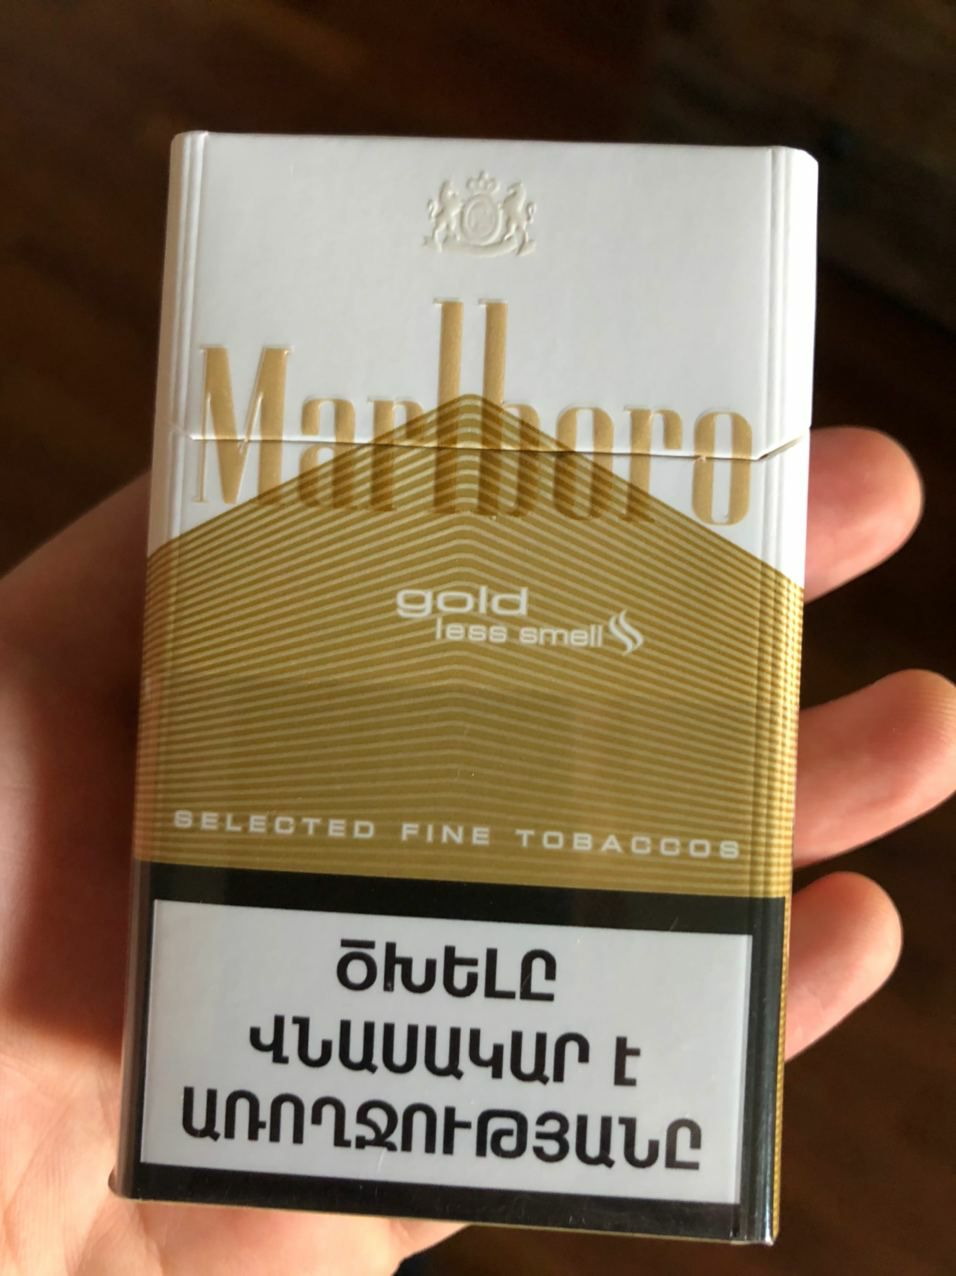 Marlboro
gold
less smell
SELECTED FINE TOBACCOS
ԾԽԵԼԸ
ՎՆԱՍԱԿԱՐ Է
ԱՌՈՂՋՈՒԹՅԱՆԸ